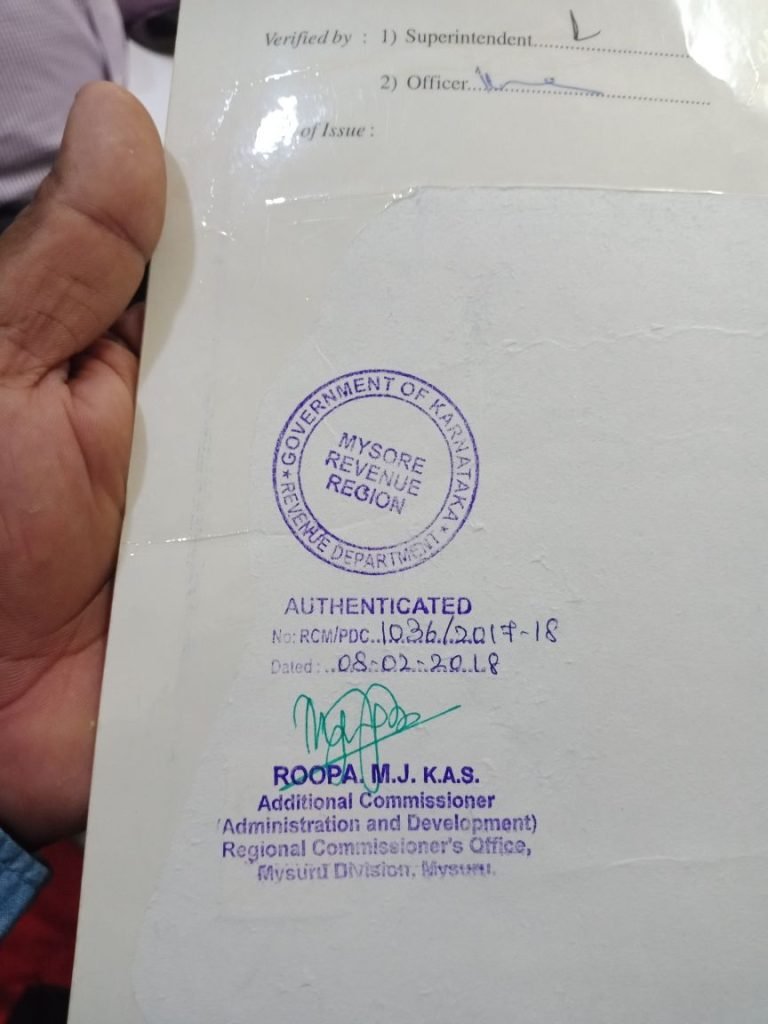 Verified by : 1) Superintendent
2) Officer
of Issue :
GOVERNMENT OF KARNATAKA
MYSORE
REVENUE
REGION
★ REVENUE DEPARTMENT ★
AUTHENTICATED
No: RCM/PDC..1036/2017-18
Dated:..08-02-2018
ROOPA. M.J. K.A.S.
Additional Commissioner
(Administration and Development)
Regional Commissioner's Office,
Mysuru Division, Mysuru.